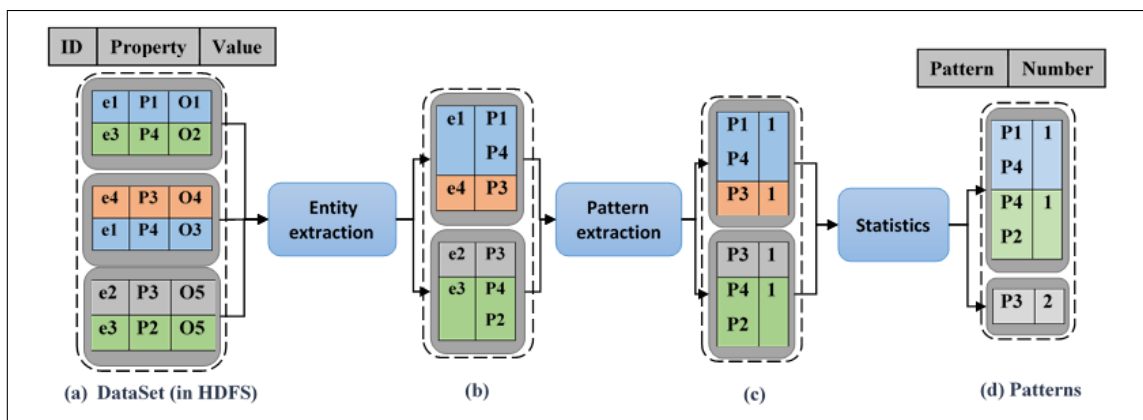 ID Property Value
e1 P1 O1
e3 P4 O2
e4 P3 O4
e1 P4 O3
e2 P3 O5
e3 P2 O5
(a) DataSet (in HDFS)
Entity
extraction
e1 P1
P4
e4 P3
e2 P3
e3 P4
P2
(b)
Pattern
extraction
P1 1
P4
P3 1
P3 1
P4 1
P2
(c)
Statistics
Pattern Number
P1 1
P4
P4 1
P2
P3 2
(d) Patterns